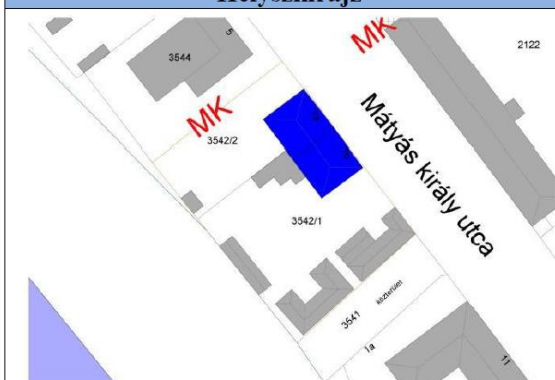 Helyszínrajz
MK
2122
5
3544
MK
3542/2
Mátyás király utca
3542/1
3541
közterület
1a
11